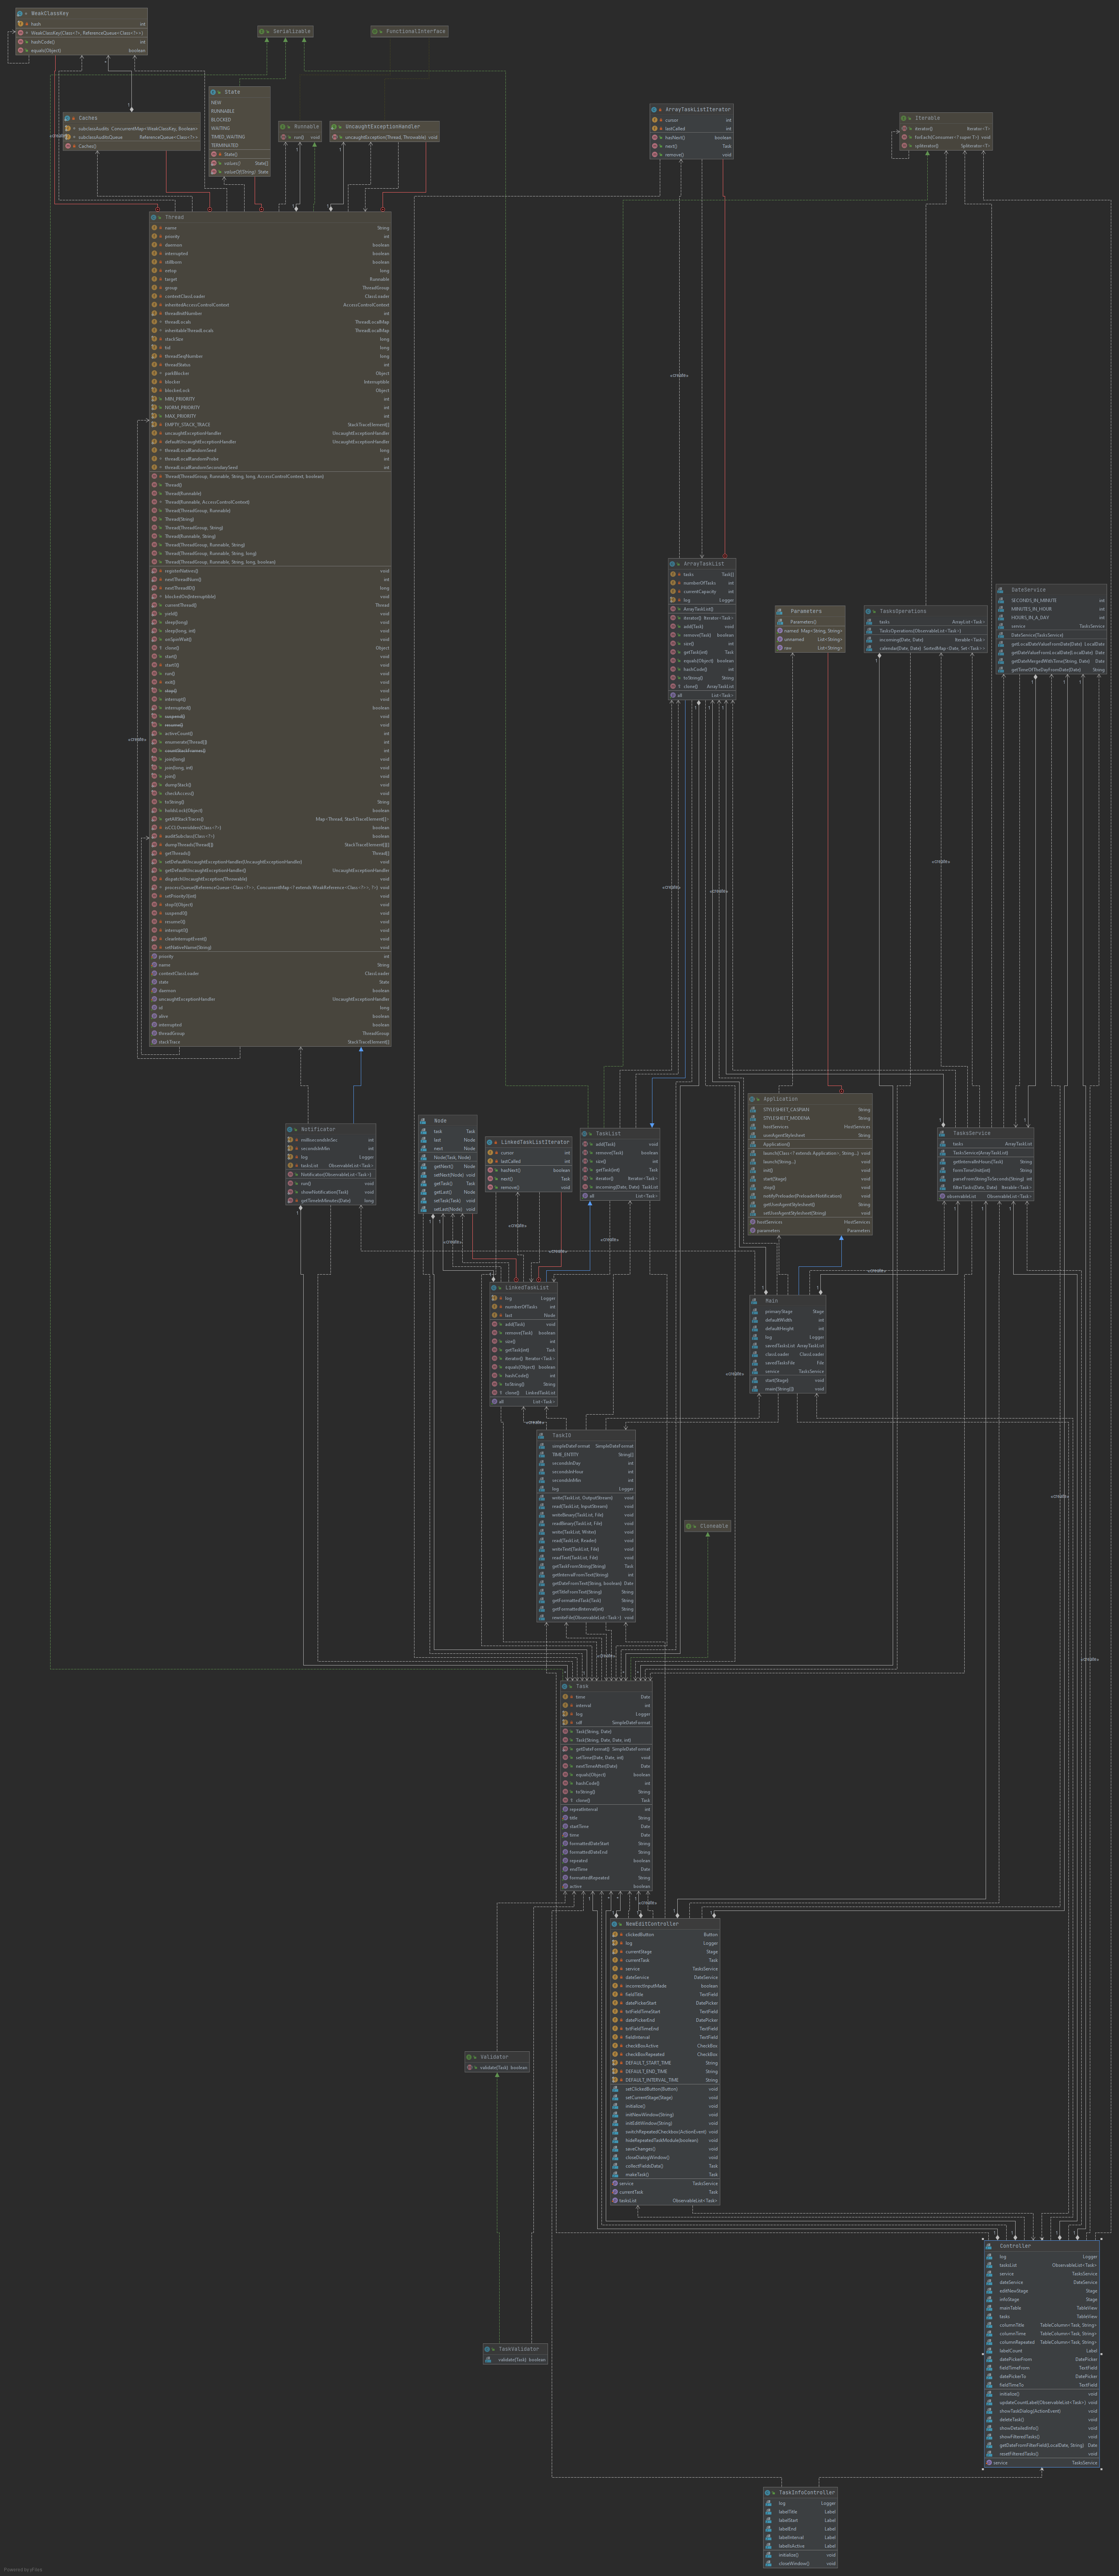 WeakClassKey
hash int
WeakClassKey(Class<?>, ReferenceQueue<Class<?>>)
hashCode() int
equals(Object) boolean
Serializable
FunctionalInterface
State
NEW
RUNNABLE
BLOCKED
WAITING
TIMED_WAITING
TERMINATED
State()
values() State[]
valueOf(String) State
Caches
subclassAudits ConcurrentMap<WeakClassKey, Boolean>
subclassAuditsQueue ReferenceQueue<Class<?>>
Caches()
Runnable
run() void
UncaughtExceptionHandler
uncaughtException(Thread, Throwable) void
ArrayTaskListIterator
cursor int
lastCalled int
hasNext() boolean
next() Task
remove() void
Iterable
iterator() Iterator<T>
forEach(Consumer<? super T>) void
spliterator() Spliterator<T>
Thread
name String
priority int
daemon boolean
interrupted boolean
stillborn boolean
eetop long
target Runnable
group ThreadGroup
contextClassLoader ClassLoader
inheritedAccessControlContext AccessControlContext
threadInitNumber int
threadLocals ThreadLocalMap
inheritableThreadLocals ThreadLocalMap
stackSize long
tid long
threadSeqNumber long
threadStatus int
parkBlocker Object
blocker Interruptible
blockerLock Object
MIN_PRIORITY int
NORM_PRIORITY int
MAX_PRIORITY int
EMPTY_STACK_TRACE StackTraceElement[]
uncaughtExceptionHandler UncaughtExceptionHandler
defaultUncaughtExceptionHandler UncaughtExceptionHandler
threadLocalRandomSeed long
threadLocalRandomProbe int
threadLocalRandomSecondarySeed int
Thread(ThreadGroup, Runnable, String, long, AccessControlContext, boolean)
Thread()
Thread(Runnable)
Thread(Runnable, AccessControlContext)
Thread(ThreadGroup, Runnable)
Thread(String)
Thread(ThreadGroup, String)
Thread(Runnable, String)
Thread(ThreadGroup, Runnable, String)
Thread(ThreadGroup, Runnable, String, long)
Thread(ThreadGroup, Runnable, String, long, boolean)
registerNatives() void
nextThreadNum() int
nextThreadID() long
blockedOn(Interruptible) void
currentThread() Thread
yield() void
sleep(long) void
sleep(long, int) void
onSpinWait() void
clone() Object
start() void
start0() void
run() void
exit() void
stop() void
interrupt() void
interrupted() boolean
suspend() void
resume() void
activeCount() int
enumerate(Thread[]) int
countStackFrames() int
join(long) void
join(long, int) void
join() void
dumpStack() void
checkAccess() void
toString() String
holdsLock(Object) boolean
getAllStackTraces() Map<Thread, StackTraceElement[]>
isCCLOverridden(Class<?>) boolean
auditSubclass(Class<?>) boolean
dumpThreads(Thread[]) StackTraceElement[][]
getThreads() Thread[]
setDefaultUncaughtExceptionHandler(UncaughtExceptionHandler) void
getDefaultUncaughtExceptionHandler() UncaughtExceptionHandler
dispatchUncaughtException(Throwable) void
processQueue(ReferenceQueue<Class<?>>, ConcurrentMap<? extends WeakReference<Class<?>>, ?>) void
setPriority0(int) void
stop0(Object) void
suspend0() void
resume0() void
interrupt0() void
clearInterruptEvent() void
setNativeName(String) void
priority int
name String
contextClassLoader ClassLoader
state State
daemon boolean
uncaughtExceptionHandler UncaughtExceptionHandler
id long
alive boolean
interrupted boolean
threadGroup ThreadGroup
stackTrace StackTraceElement[]
«create»
ArrayTaskList
tasks Task[]
numberOfTasks int
currentCapacity int
log Logger
ArrayTaskList()
iterator() Iterator<Task>
add(Task) void
remove(Task) boolean
size() int
getTask(int) Task
equals(Object) boolean
hashCode() int
toString() String
clone() ArrayTaskList
all List<Task>
Parameters
Parameters()
named Map<String, String>
unnamed List<String>
raw List<String>
TasksOperations
tasks ArrayList<Task>
TasksOperations(ObservableList<Task>)
incoming(Date, Date) Iterable<Task>
calendar(Date, Date) SortedMap<Date, Set<Task>>
DateService
SECONDS_IN_MINUTE int
MINUTES_IN_HOUR int
HOURS_IN_A_DAY int
service TasksService
DateService(TasksService)
getLocalDateValueFromDate(Date) LocalDate
getDateValueFromLocalDate(LocalDate) Date
getDateMergedWithTime(String, Date) Date
getTimeOfTheDayFromDate(Date) String
Notificator
millisecondsInSec int
secondsInMin int
log Logger
tasksList ObservableList<Task>
Notificator(ObservableList<Task>)
run() void
showNotification(Task) void
getTimeInMinutes(Date) long
Node
task Task
last Node
next Node
Node(Task, Node)
getNext() Node
setNext(Node) void
getTask() Task
getLast() Node
setTask(Task) void
setLast(Node) void
LinkedTaskListIterator
cursor int
lastCalled int
hasNext() boolean
next() Task
remove() void
TaskList
add(Task) void
remove(Task) boolean
size() int
getTask(int) Task
iterator() Iterator<Task>
incoming(Date, Date) TaskList
all List<Task>
Application
STYLESHEET_CASPIAN String
STYLESHEET_MODENA String
hostServices HostServices
userAgentStylesheet String
Application()
launch(Class<? extends Application>, String...) void
launch(String...) void
init() void
start(Stage) void
stop() void
notifyPreloader(PreloaderNotification) void
getUserAgentStylesheet() String
setUserAgentStylesheet(String) void
hostServices HostServices
parameters Parameters
TasksService
tasks ArrayTaskList
TasksService(ArrayTaskList)
getIntervalInHours(Task) String
formTimeUnit(int) String
parseFromStringToSeconds(String) int
filterTasks(Date, Date) Iterable<Task>
observableList ObservableList<Task>
LinkedTaskList
log Logger
numberOfTasks int
last Node
add(Task) void
remove(Task) boolean
size() int
getTask(int) Task
iterator() Iterator<Task>
equals(Object) boolean
hashCode() int
toString() String
clone() LinkedTaskList
all List<Task>
Main
primaryStage Stage
defaultWidth int
defaultHeight int
log Logger
savedTasksList ArrayTaskList
classLoader ClassLoader
savedTasksFile File
service TasksService
start(Stage) void
main(String[]) void
TaskIO
simpleDateFormat SimpleDateFormat
TIME_ENTITY String[]
secondsInDay int
secondsInHour int
secondsInMin int
log Logger
write(TaskList, OutputStream) void
read(TaskList, InputStream) void
writeBinary(TaskList, File) void
readBinary(TaskList, File) void
write(TaskList, Writer) void
read(TaskList, Reader) void
writeText(TaskList, File) void
readText(TaskList, File) void
getTaskFromString(String) Task
getIntervalFromText(String) int
getDateFromText(String, boolean) Date
getTitleFromText(String) String
getFormattedTask(Task) String
getFormattedInterval(int) String
rewriteFile(ObservableList<Task>) void
Cloneable
Task
time Date
interval int
log Logger
sdf SimpleDateFormat
Task(String, Date)
Task(String, Date, Date, int)
getDateFormat() SimpleDateFormat
setTime(Date, Date, int) void
nextTimeAfter(Date) Date
equals(Object) boolean
hashCode() int
toString() String
clone() Task
repeatInterval int
title String
startTime Date
time Date
formattedDateStart String
formattedDateEnd String
repeated boolean
endTime Date
formattedRepeated String
active boolean
NewEditController
clickedButton Button
log Logger
currentStage Stage
currentTask Task
service TasksService
dateService DateService
incorrectInputMade boolean
fieldTitle TextField
datePickerStart DatePicker
txtFieldTimeStart TextField
datePickerEnd DatePicker
txtFieldTimeEnd TextField
fieldInterval TextField
checkBoxActive CheckBox
checkBoxRepeated CheckBox
DEFAULT_START_TIME String
DEFAULT_END_TIME String
DEFAULT_INTERVAL_TIME String
setClickedButton(Button) void
setCurrentStage(Stage) void
initialize() void
initNewWindow(String) void
initEditWindow(String) void
switchRepeatedCheckbox(ActionEvent) void
hideRepeatedTaskModule(boolean) void
saveChanges() void
closeDialogWindow() void
collectFieldsData() Task
makeTask() Task
service TasksService
currentTask Task
tasksList ObservableList<Task>
Validator
validate(Task) boolean
Controller
log Logger
tasksList ObservableList<Task>
service TasksService
dateService DateService
editNewStage Stage
infoStage Stage
mainTable TableView
tasks TableView
columnTitle TableColumn<Task, String>
columnTime TableColumn<Task, String>
columnRepeated TableColumn<Task, String>
labelCount Label
datePickerFrom DatePicker
fieldTimeFrom TextField
datePickerTo DatePicker
fieldTimeTo TextField
initialize() void
updateCountLabel(ObservableList<Task>) void
showTaskDialog(ActionEvent) void
deleteTask() void
showDetailedInfo() void
showFilteredTasks() void
getDateFromFilterField(LocalDate, String) Date
resetFilteredTasks() void
service TasksService
TaskValidator
validate(Task) boolean
TaskInfoController
log Logger
labelTitle Label
labelStart Label
labelEnd Label
labelInterval Label
labelIsActive Label
initialize() void
closeWindow() void
Powered by yFiles